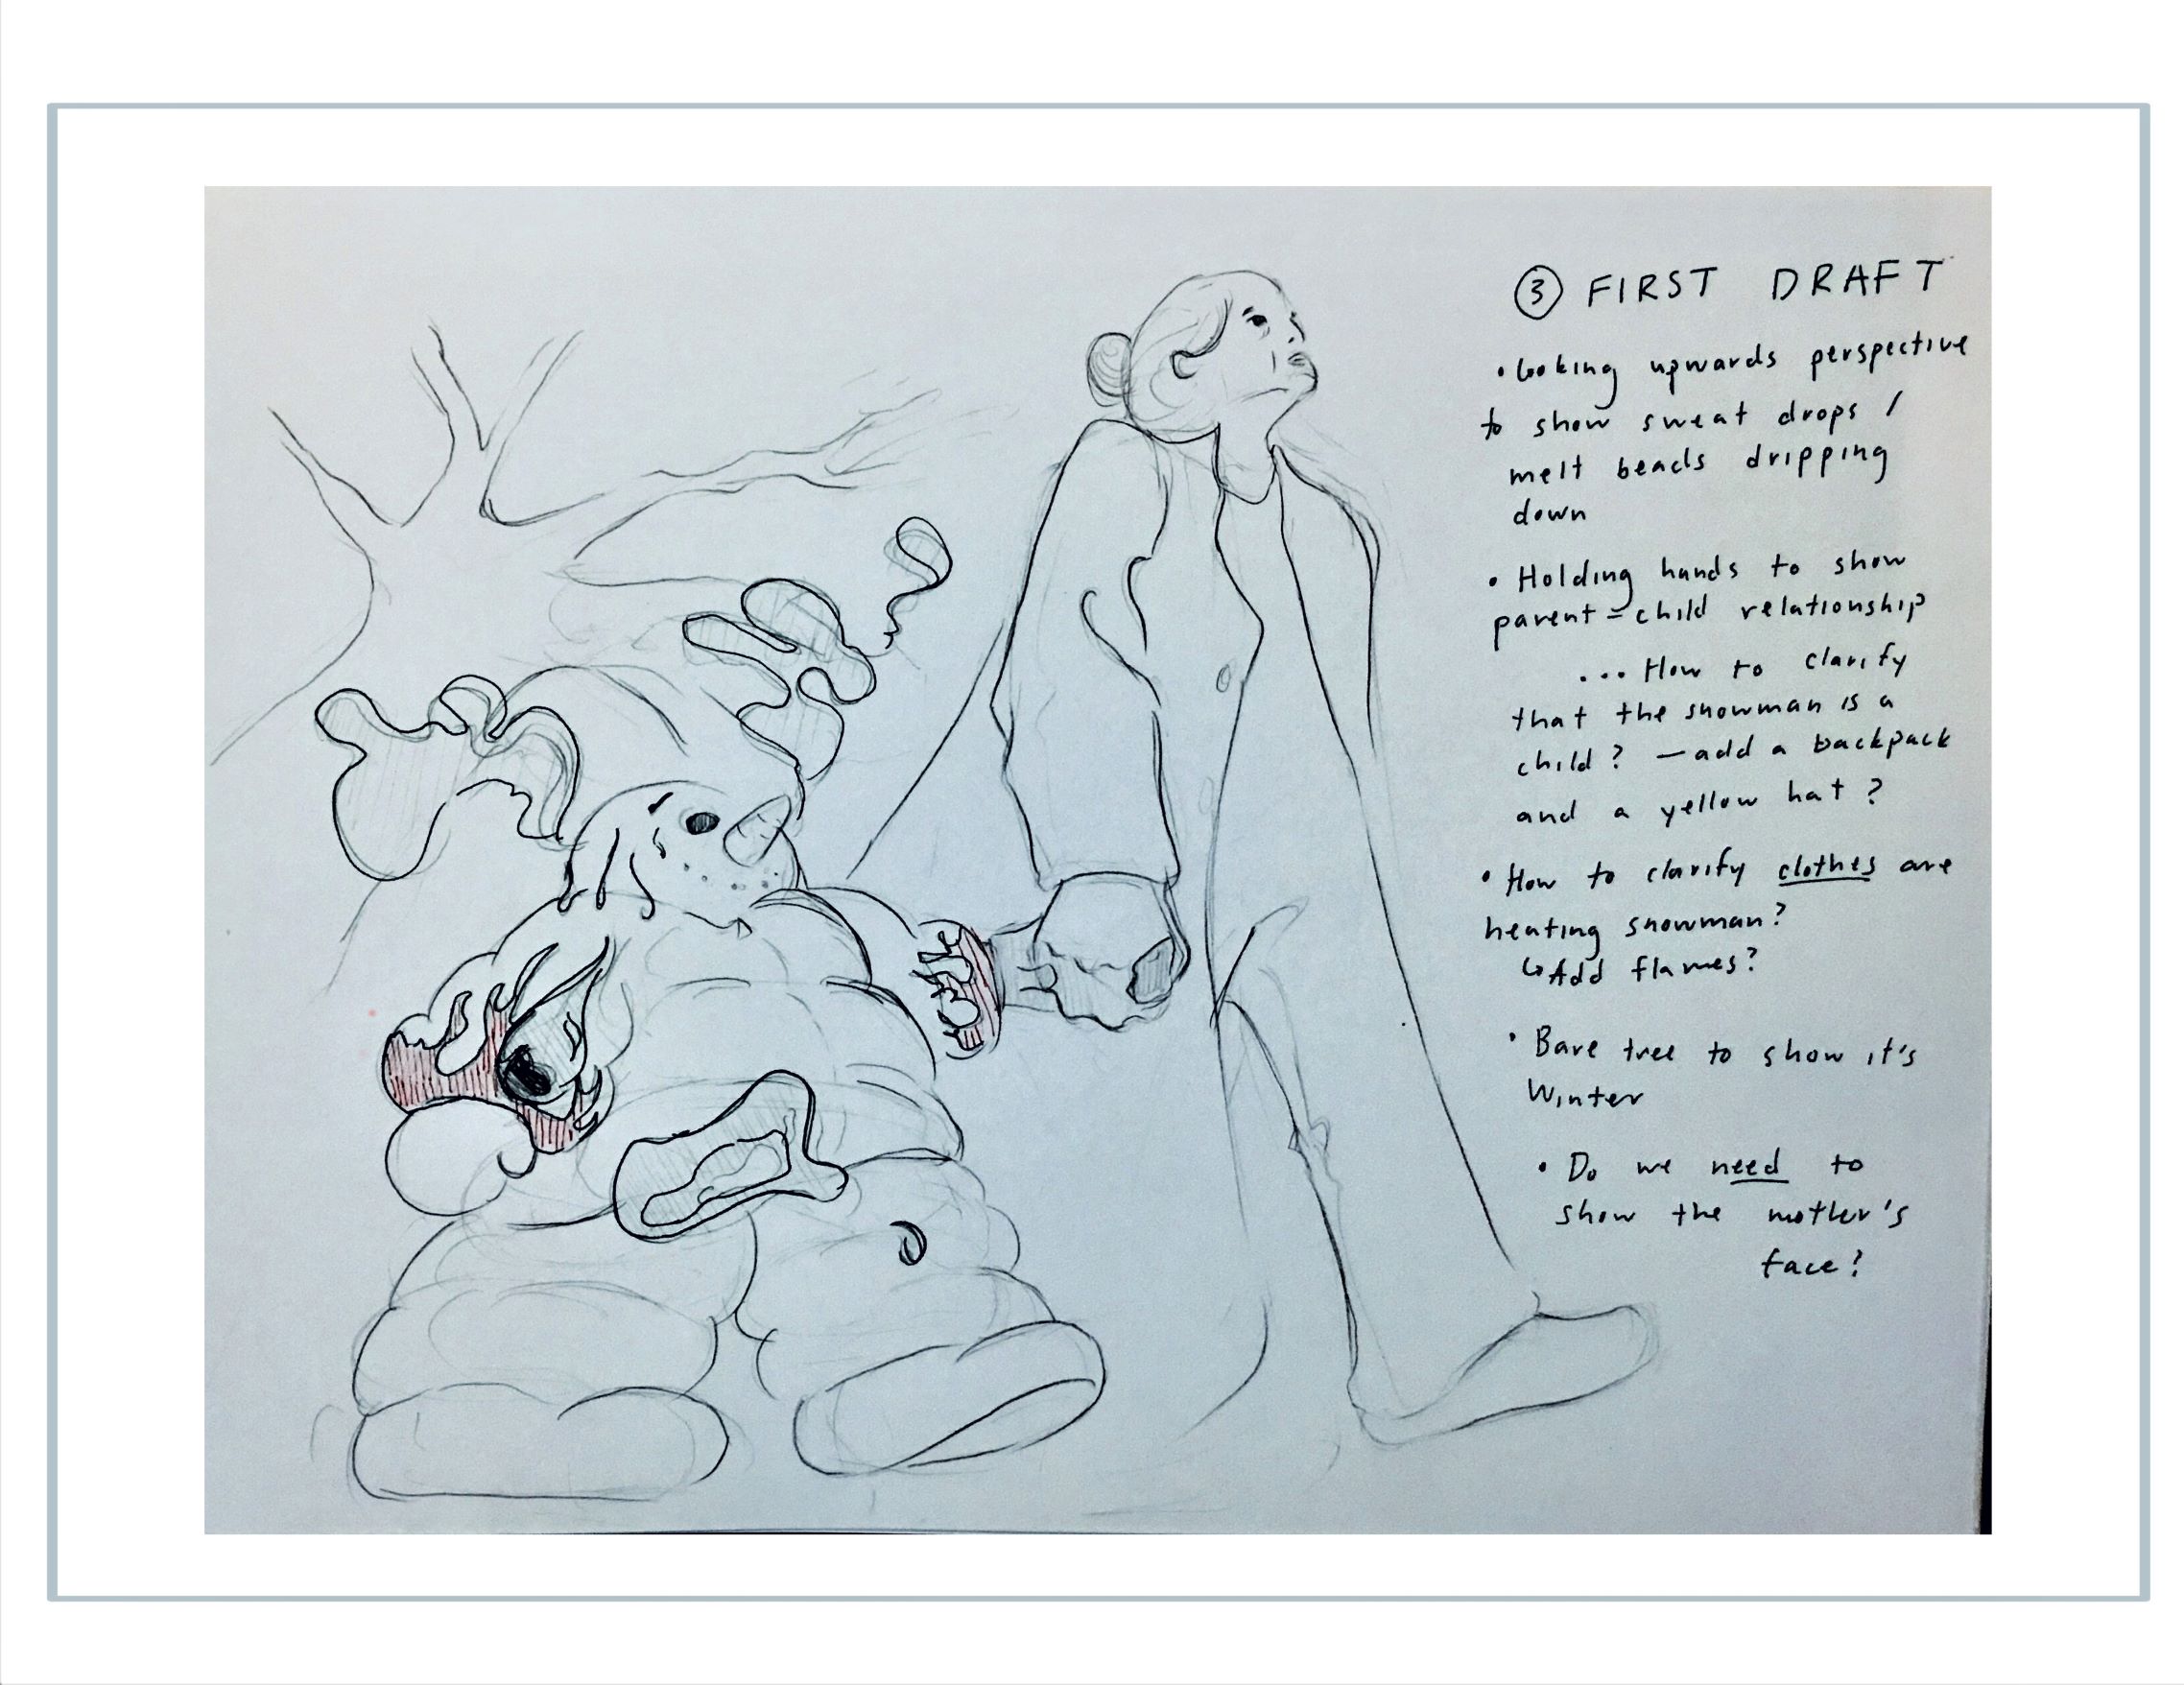 ③ FIRST DRAFT
• Looking upwards perspective
to show sweat drops /
melt beads dripping
down
• Holding hands to show
parent = child relationship
... How to clarify
that the snowman is a
child? – add a backpack
and a yellow hat?
• How to clarify clothes are
heating snowman?
↳ Add flames?
• Bare tree to show it's
Winter
• Do we need to
show the mother's
face?